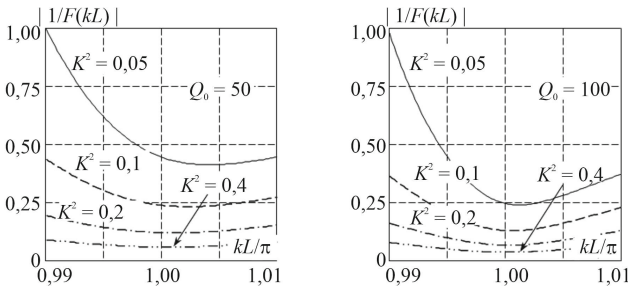 | 1/F(kL) |
1,00
K² = 0,05
0,75
Q₀ = 50
0,50
K² = 0,1
K² = 0,4
0,25
K² = 0,2
kL/π
0
0,99 1,00 1,01
| 1/F(kL) |
1,00
K² = 0,05
0,75
Q₀ = 100
0,50
K² = 0,1
K² = 0,4
0,25
K² = 0,2
kL/π
0
0,99 1,00 1,01